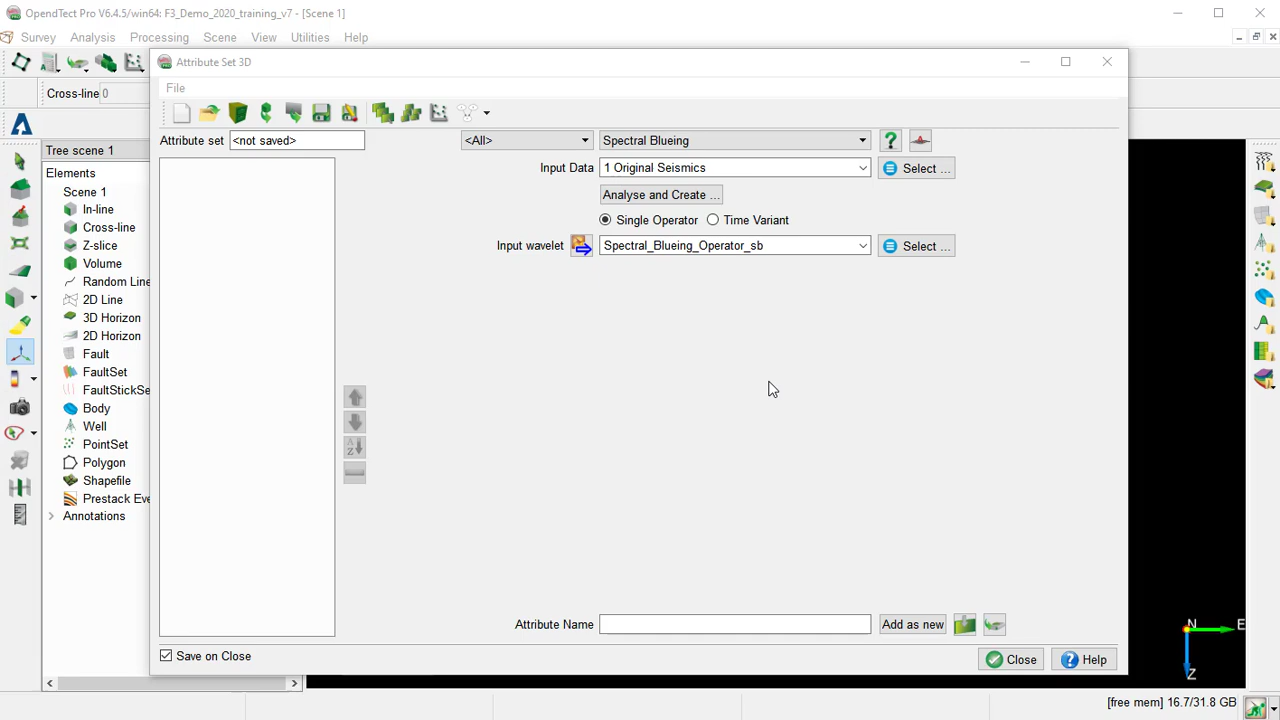 OpendTect Pro V6.4.5/win64: F3_Demo_2020_training_v7 - [Scene 1]
Survey Analysis Processing Scene View Utilities Help
Attribute Set 3D
File
Cross-line 0
Attribute set <not saved> <All> Spectral Blueing ?
Tree scene 1
Elements
Scene 1
In-line
Cross-line
Z-slice
Volume
Random Line
2D Line
3D Horizon
2D Horizon
Fault
FaultSet
FaultStickSe
Body
Well
PointSet
Polygon
Shapefile
Prestack Eve
Annotations
Input Data 1 Original Seismics Select ...
Analyse and Create ...
Single Operator Time Variant
Input wavelet Spectral_Blueing_Operator_sb Select ...
A
Z
Attribute Name Add as new
Save on Close
Close ? Help
N E
Z
[free mem] 16.7/31.8 GB